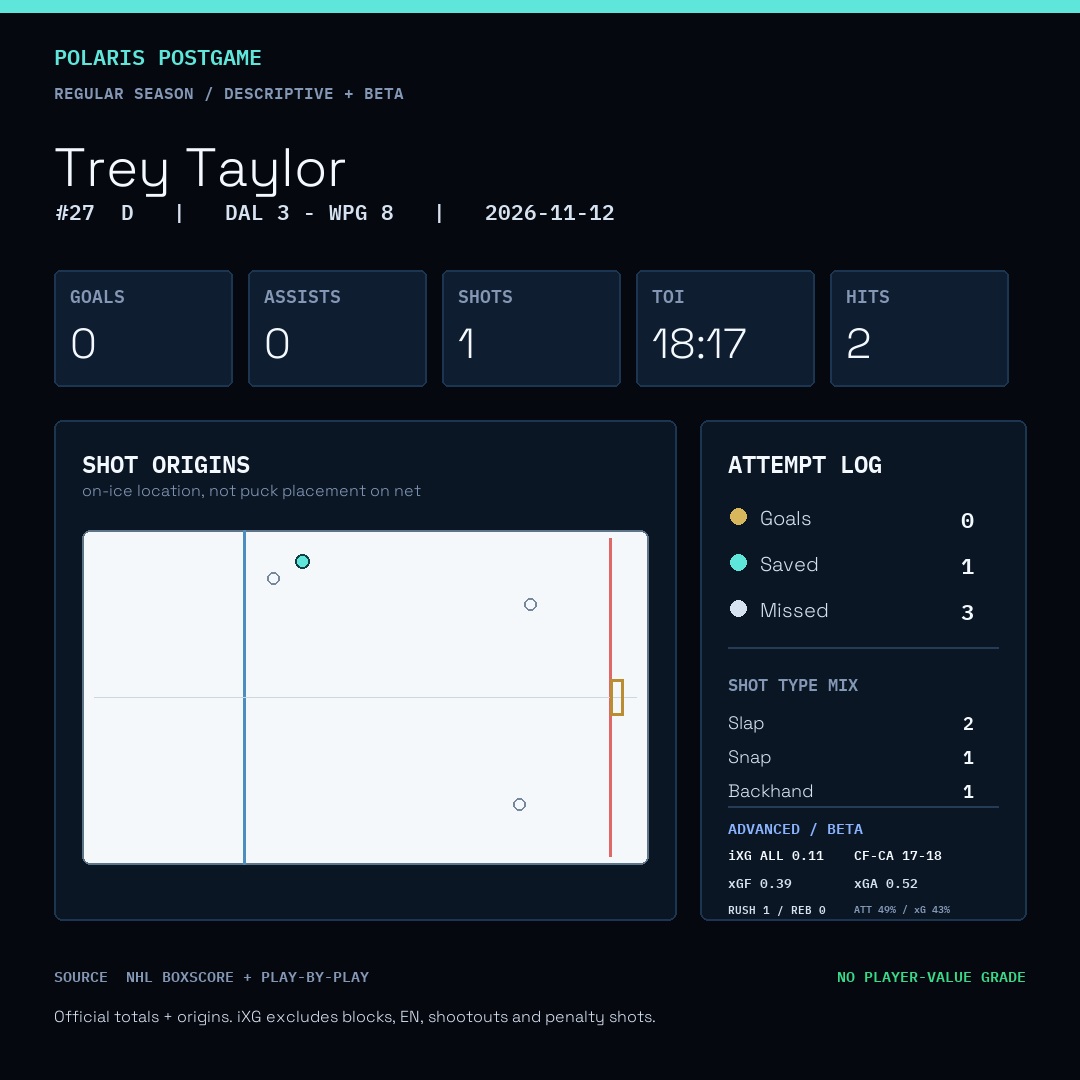 POLARIS POSTGAME
REGULAR SEASON / DESCRIPTIVE + BETA
Trey Taylor
#27 D | DAL 3 - WPG 8 | 2026-11-12
GOALS
0
ASSISTS
0
SHOTS
1
TOI
18:17
HITS
2
SHOT ORIGINS
on-ice location, not puck placement on net
ATTEMPT LOG
Goals 0
Saved 1
Missed 3
SHOT TYPE MIX
Slap 2
Snap 1
Backhand 1
ADVANCED / BETA
iXG ALL 0.11 CF-CA 17-18
xGF 0.39 xGA 0.52
RUSH 1 / REB 0 ATT 49% / xG 43%
SOURCE NHL BOXSCORE + PLAY-BY-PLAY
NO PLAYER-VALUE GRADE
Official totals + origins. iXG excludes blocks, EN, shootouts and penalty shots.